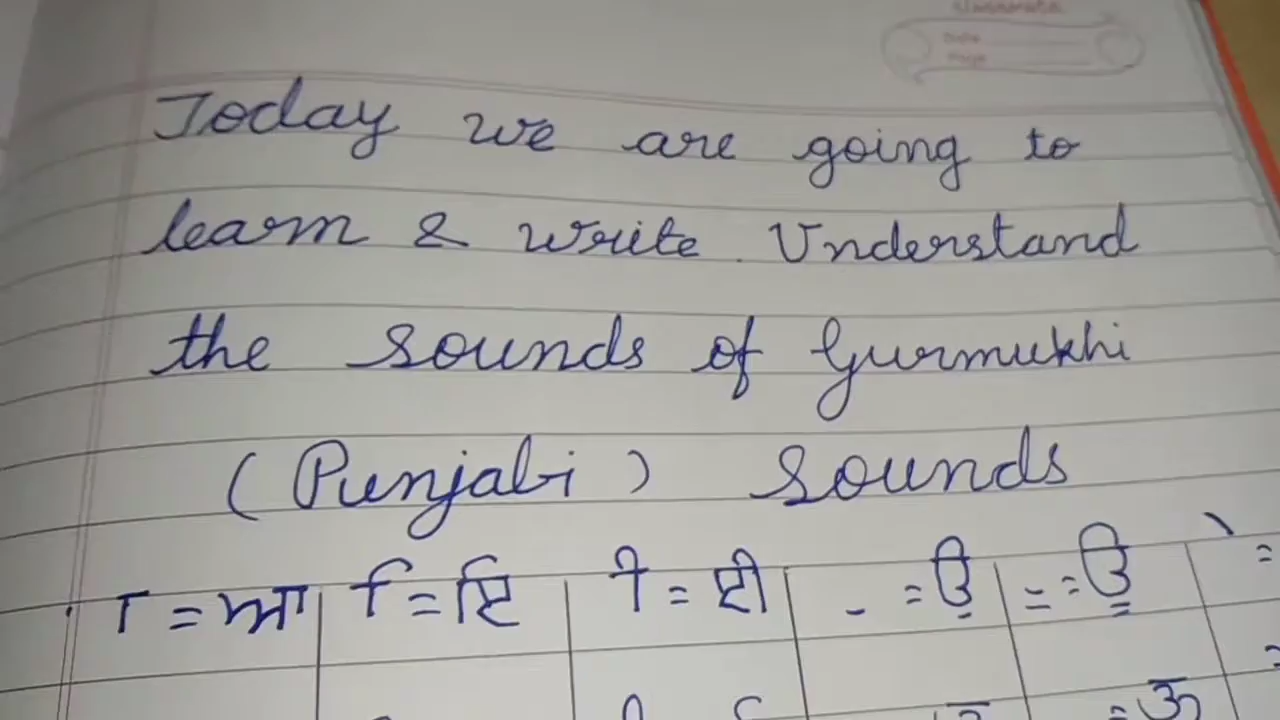 Today we are going to
learn & write Understand
the sounds of Gurmukhi
(Punjabi) sounds
ਾ = ਆ ਿ = ਇ ੀ = ਈ ੁ = ਉ ੂ = ਊ ੇ =